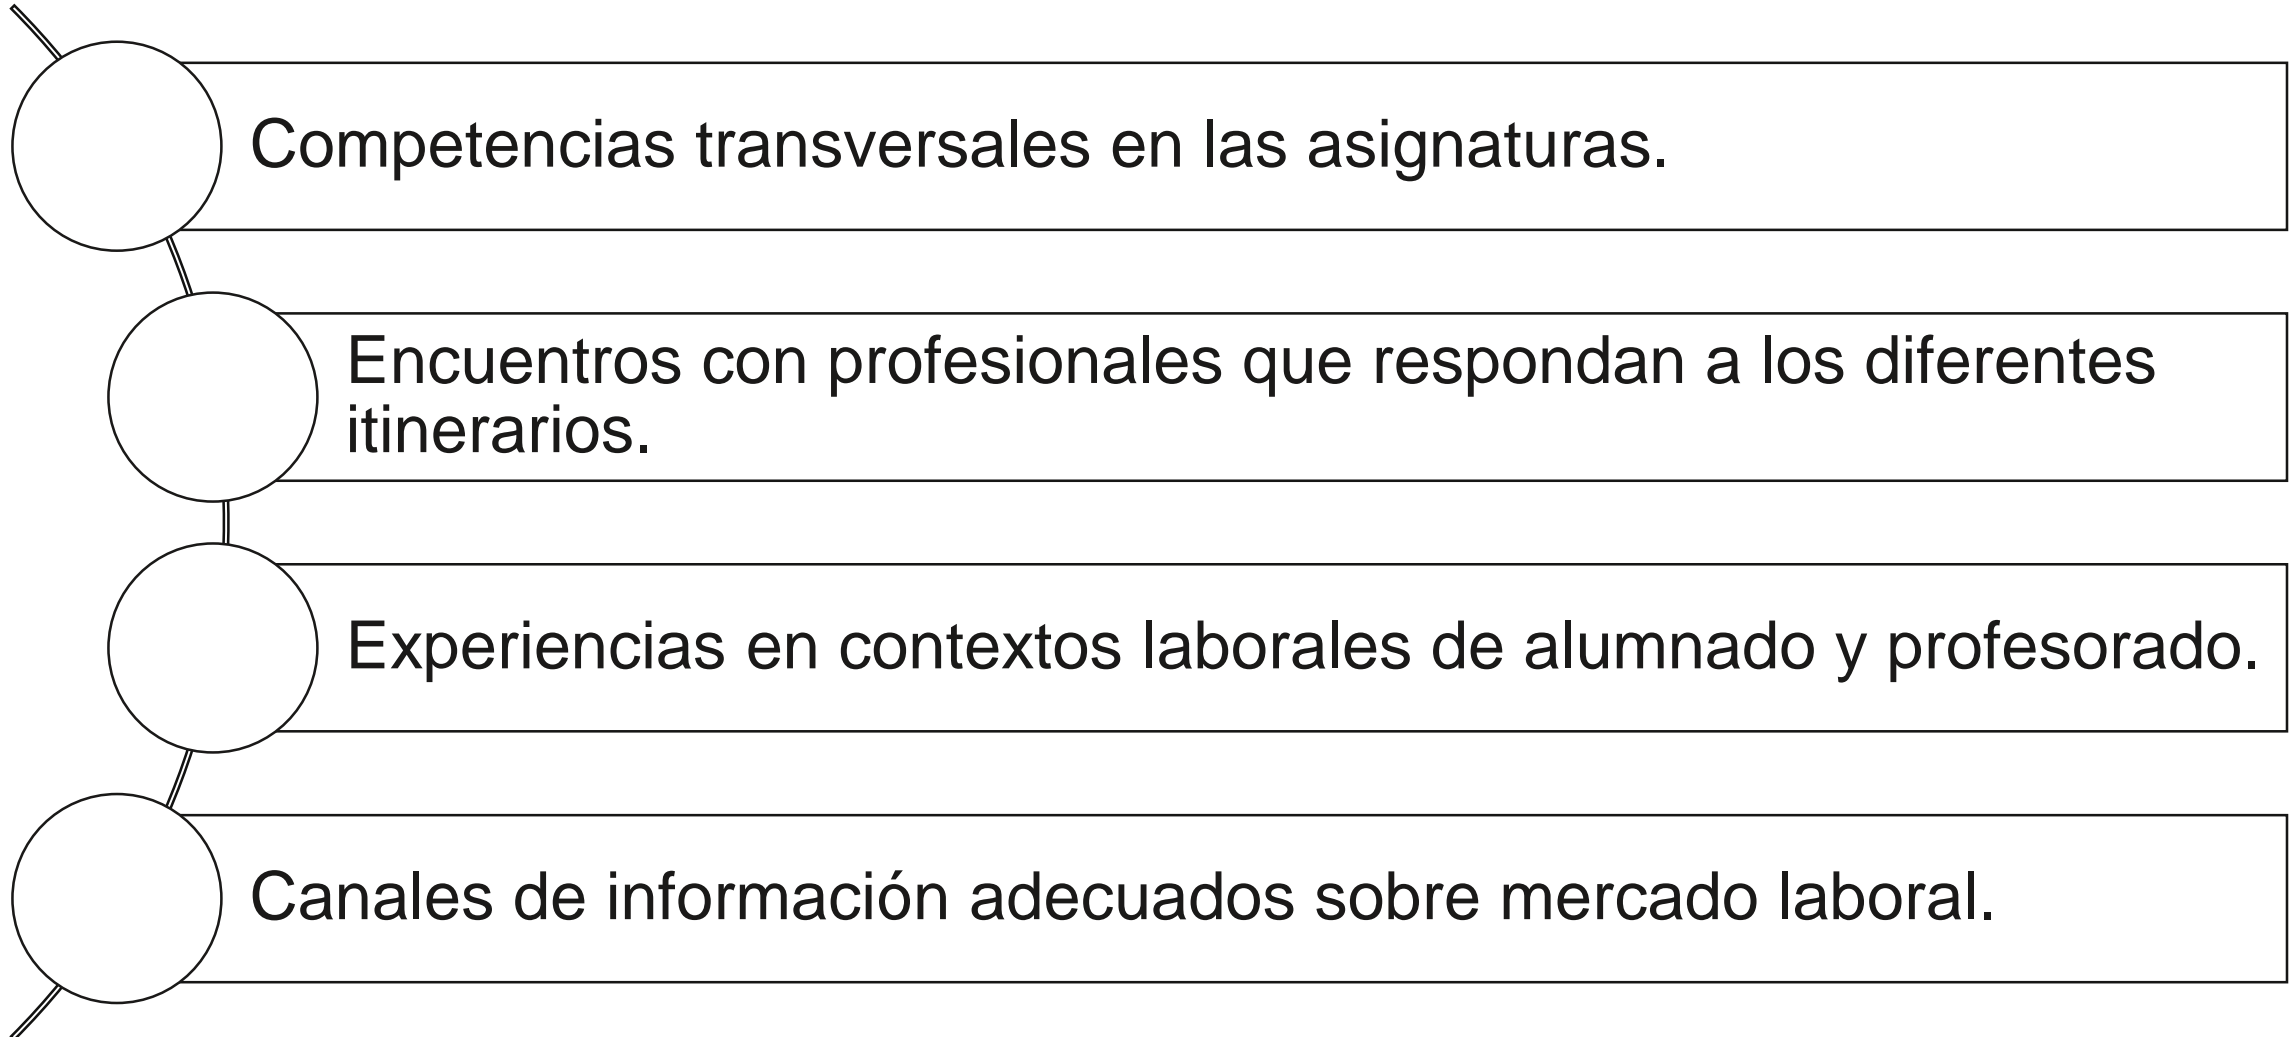 Competencias transversales en las asignaturas.
Encuentros con profesionales que respondan a los diferentes
itinerarios.
Experiencias en contextos laborales de alumnado y profesorado.
Canales de información adecuados sobre mercado laboral.